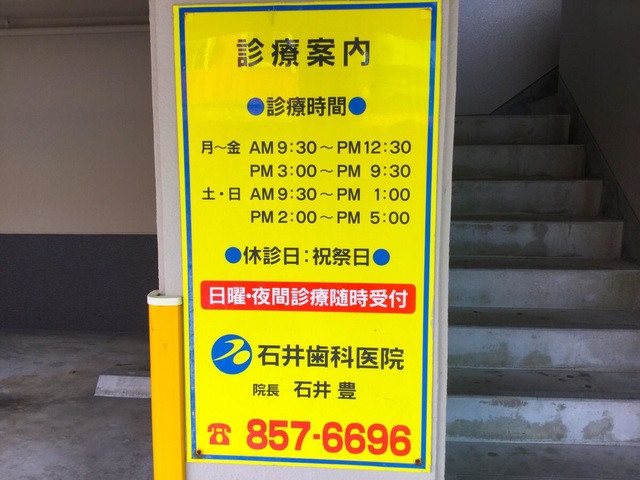 診療案内
●診療時間●
月～金 AM 9:30～PM 12:30
PM 3:00～PM 9:30
土・日 AM 9:30～PM 1:00
PM 2:00～PM 5:00
●休診日:祝祭日●
日曜・夜間診療随時受付
石井歯科医院
院長 石井 豊
☎ 857-6696